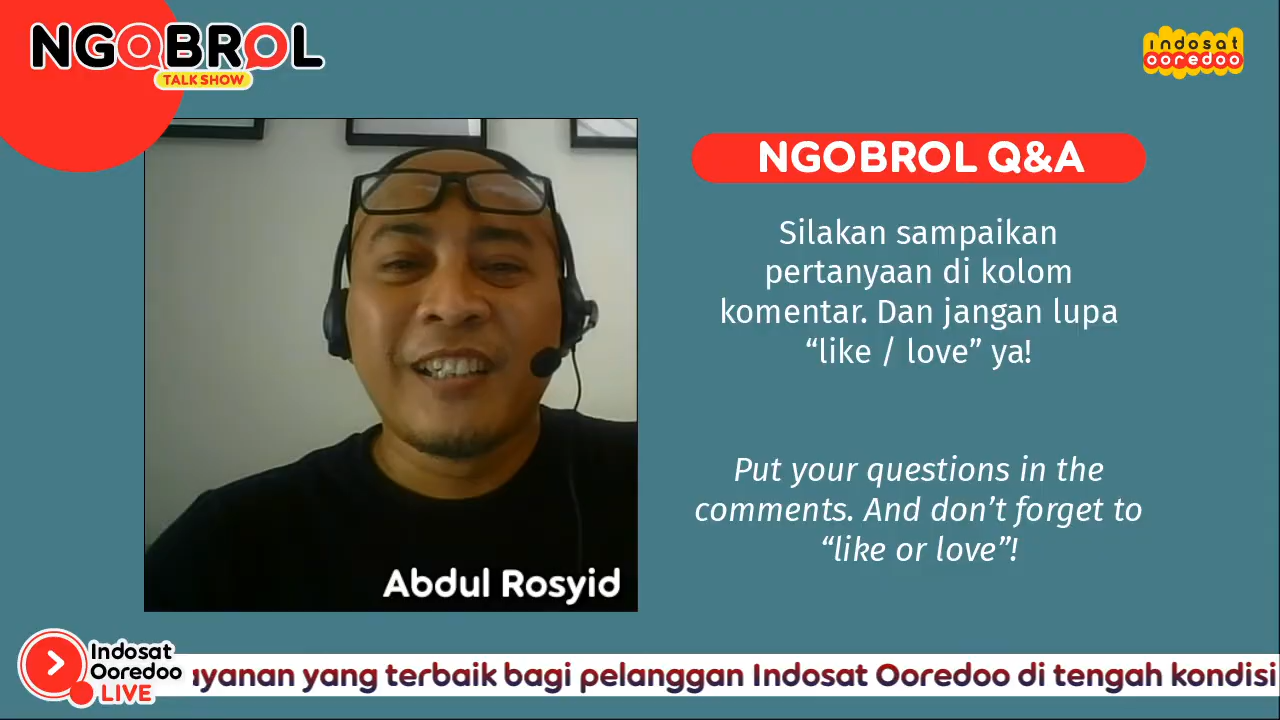 NGOBROL
TALK SHOW
indosat
ooredoo
NGOBROL Q&A
Silakan sampaikan
pertanyaan di kolom
komentar. Dan jangan lupa
“like / love” ya!
Put your questions in the
comments. And don’t forget to
“like or love”!
Abdul Rosyid
Indosat
Ooredoo
LIVE
ayanan yang terbaik bagi pelanggan Indosat Ooredoo di tengah kondisi